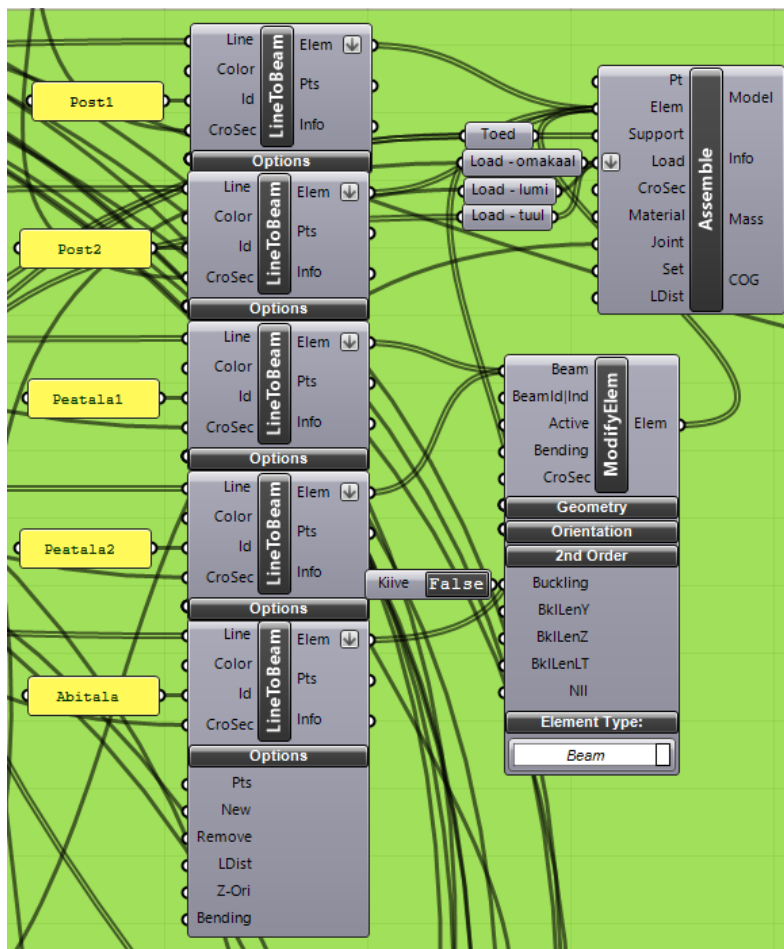 Post1
Line
Color
Id
CroSec
LineToBeam
Elem
Pts
Info
Options
Post2
Line
Color
Id
CroSec
LineToBeam
Elem
Pts
Info
Options
Peatala1
Line
Color
Id
CroSec
LineToBeam
Elem
Pts
Info
Options
Peatala2
Line
Color
Id
CroSec
LineToBeam
Elem
Pts
Info
Options
Abitala
Line
Color
Id
CroSec
LineToBeam
Elem
Pts
Info
Options
Pts
New
Remove
LDist
Z-Ori
Bending
Toed
Load - omakaal
Load - lumi
Load - tuul
Pt
Elem
Support
Load
CroSec
Material
Joint
Set
LDist
Assemble
Model
Info
Mass
COG
Kiive False
Beam
BeamId|Ind
Active
Bending
CroSec
ModifyElem
Elem
Geometry
Orientation
2nd Order
Buckling
BklLenY
BklLenZ
BklLenLT
NII
Element Type:
Beam